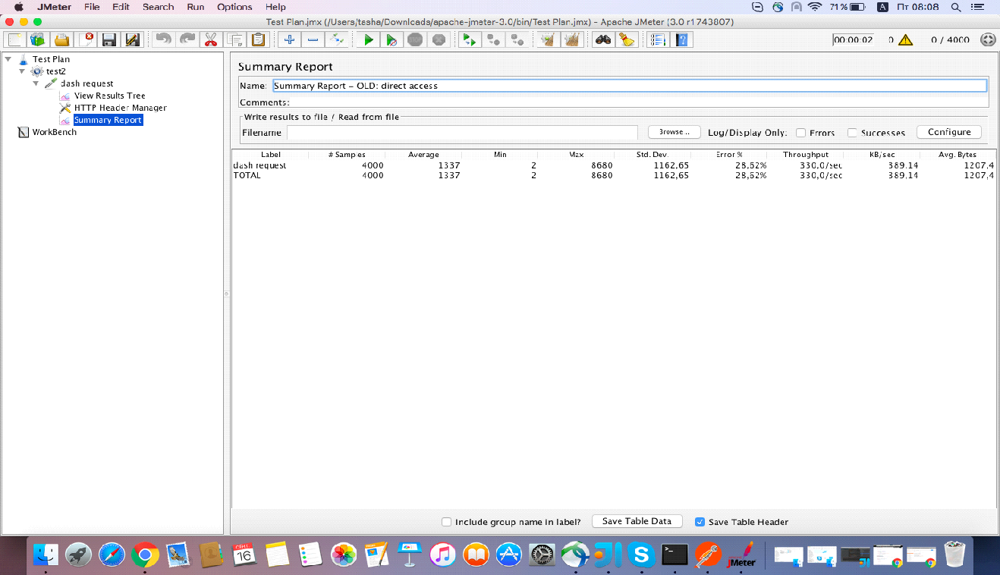 JMeter File Edit Search Run Options Help 71% A Пт 08:08
Test Plan.jmx (/Users/tasha/Downloads/apache-jmeter-3.0/bin/Test Plan.jmx) - Apache JMeter (3.0 r1743807)
00:00:02 0 0 / 4000
Test Plan
test2
dash request
View Results Tree
HTTP Header Manager
Summary Report
WorkBench
Summary Report
Name: Summary Report - OLD: direct access
Comments:
Write results to file / Read from file
Filename Browse... Log/Display Only: Errors Successes Configure
Label # Samples Average Min Max Std. Dev. Error % Throughput KB/sec Avg. Bytes
dash request 4000 1337 2 8680 1162,65 28,62% 330,0/sec 389,14 1207,4
TOTAL 4000 1337 2 8680 1162,65 28,62% 330,0/sec 389,14 1207,4
Include group name in label? Save Table Data Save Table Header
16
JMeter